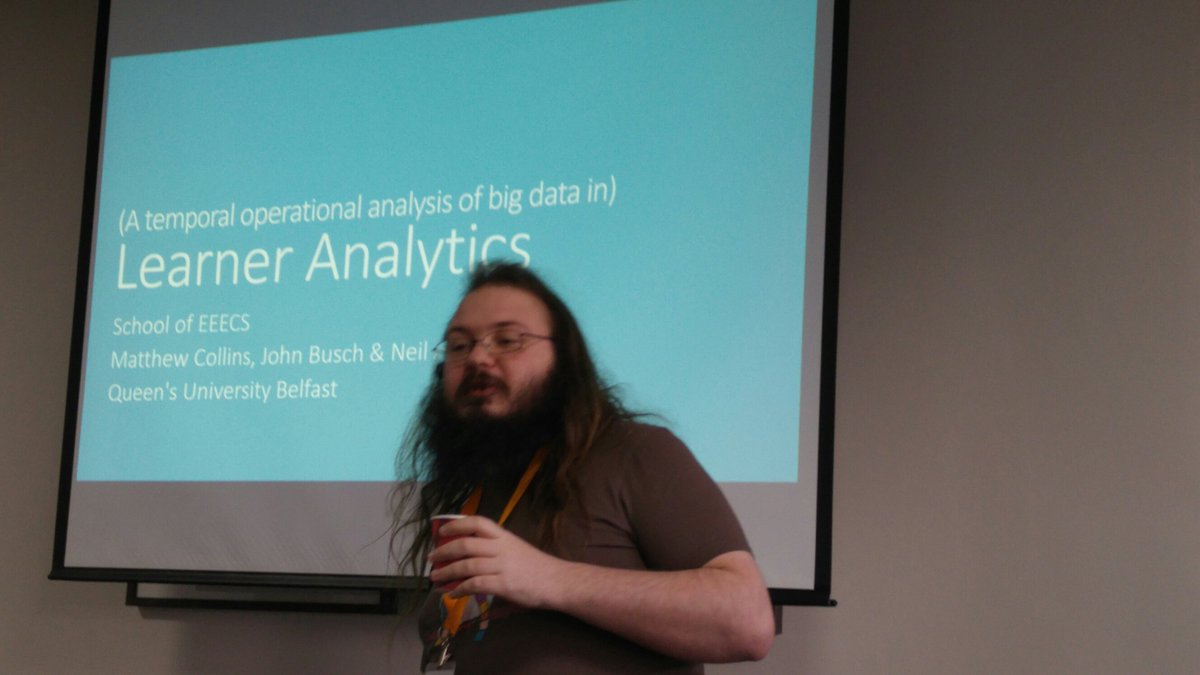 (A temporal operational analysis of big data in)
Learner Analytics
School of EEECS
Matthew Collins, John Busch & Neil
Queen's University Belfast